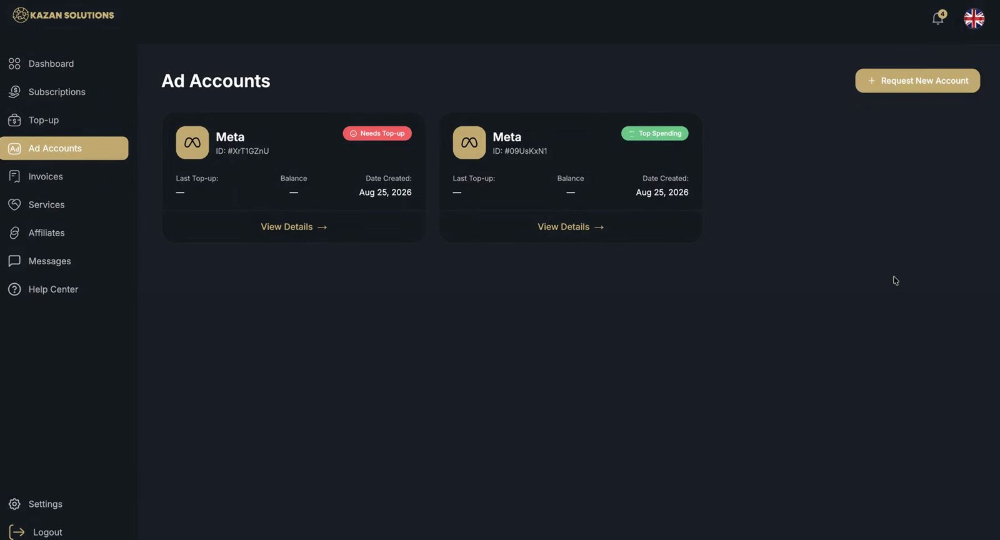 KAZAN SOLUTIONS
4
Dashboard
Subscriptions
Top-up
Ad Accounts
Invoices
Services
Affiliates
Messages
Help Center
Settings
Logout
Ad Accounts
+ Request New Account
Meta
Needs Top-up
ID: #XrT1GZnU
Last Top-up: Balance Date Created:
— — Aug 25, 2026
View Details →
Meta
Top Spending
ID: #09UsKxN1
Last Top-up: Balance Date Created:
— — Aug 25, 2026
View Details →